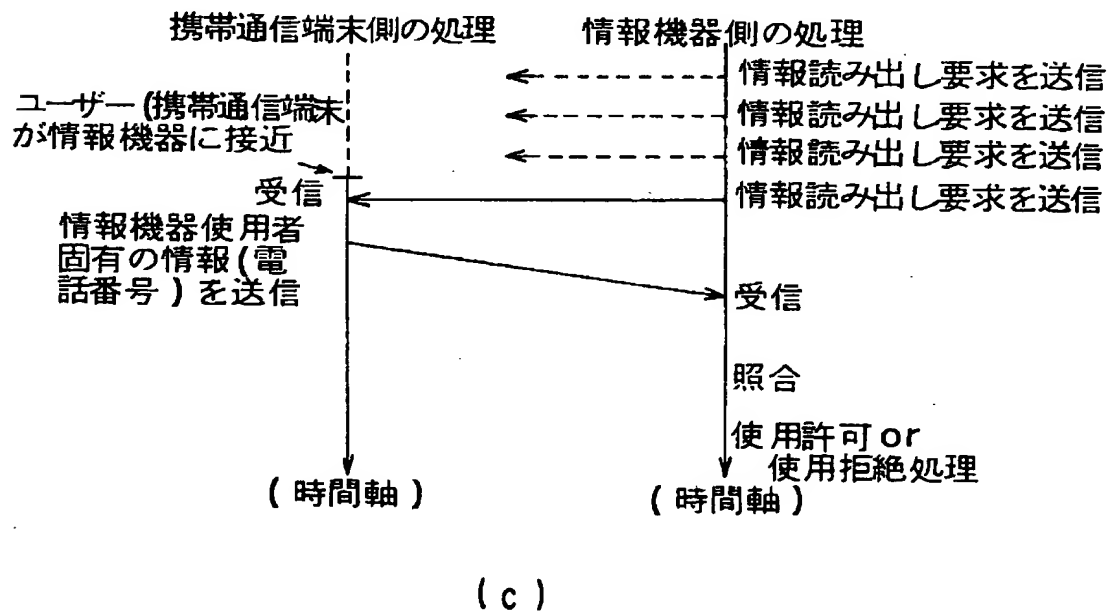 携帯通信端末側の処理
情報機器側の処理
情報読み出し要求を送信
情報読み出し要求を送信
情報読み出し要求を送信
情報読み出し要求を送信
ユーザー(携帯通信端末
が情報機器に接近
受信
情報機器使用者
固有の情報(電
話番号)を送信
受信
照合
使用許可or
使用拒絶処理
(時間軸)
(時間軸)
(c)